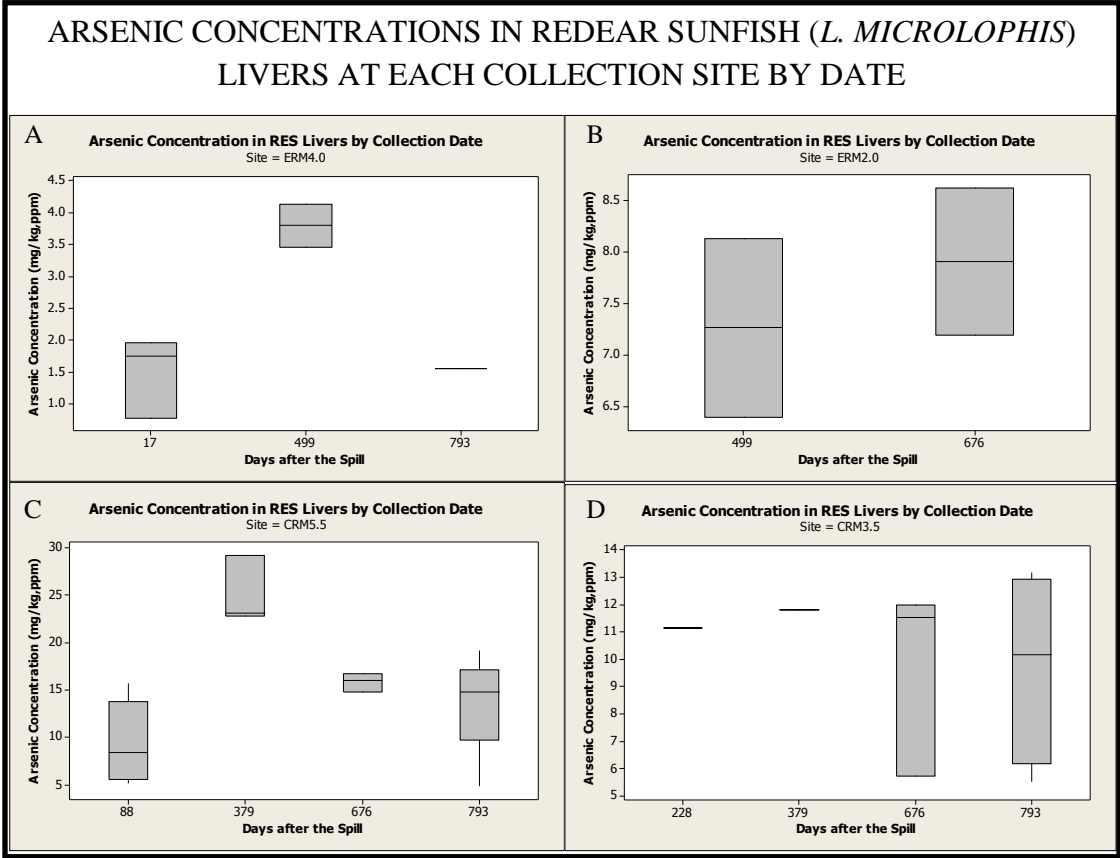 ARSENIC CONCENTRATIONS IN REDEAR SUNFISH (L. MICROLOPHIS)
LIVERS AT EACH COLLECTION SITE BY DATE
A
Arsenic Concentration in RES Livers by Collection Date
Site = ERM4.0
Arsenic Concentration (mg/kg,ppm)
4.5
4.0
3.5
3.0
2.5
2.0
1.5
1.0
17 499 793
Days after the Spill
B
Arsenic Concentration in RES Livers by Collection Date
Site = ERM2.0
Arsenic Concentration (mg/kg,ppm)
8.5
8.0
7.5
7.0
6.5
499 676
Days after the Spill
C
Arsenic Concentration in RES Livers by Collection Date
Site = CRM5.5
Arsenic Concentration (mg/kg,ppm)
30
25
20
15
10
5
88 379 676 793
Days after the Spill
D
Arsenic Concentration in RES Livers by Collection Date
Site = CRM3.5
Arsenic Concentration (mg/kg,ppm)
14
13
12
11
10
9
8
7
6
5
228 379 676 793
Days after the Spill